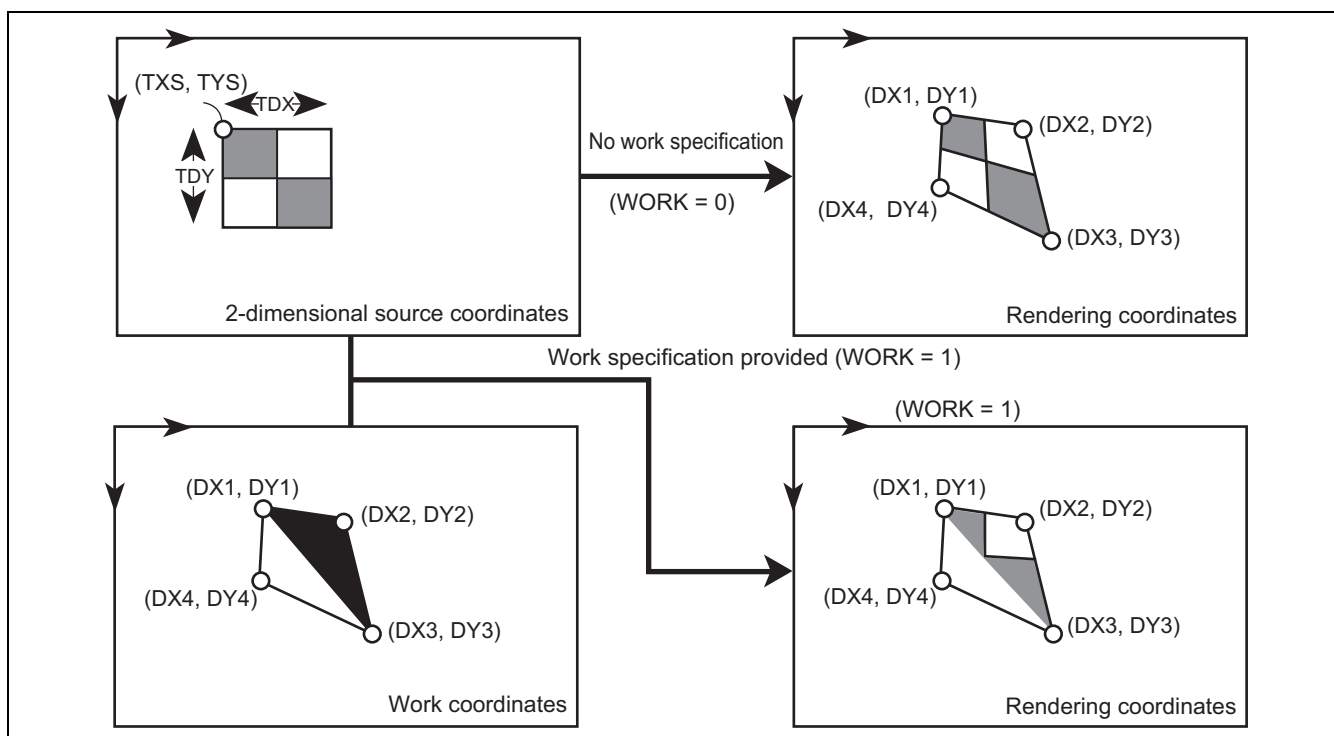 (TXS, TYS)
TDX
TDY
2-dimensional source coordinates
No work specification
(WORK = 0)
(DX1, DY1)
(DX2, DY2)
(DX4, DY4)
(DX3, DY3)
Rendering coordinates
Work specification provided (WORK = 1)
(DX1, DY1)
(DX2, DY2)
(DX4, DY4)
(DX3, DY3)
Work coordinates
(WORK = 1)
(DX1, DY1)
(DX2, DY2)
(DX4, DY4)
(DX3, DY3)
Rendering coordinates